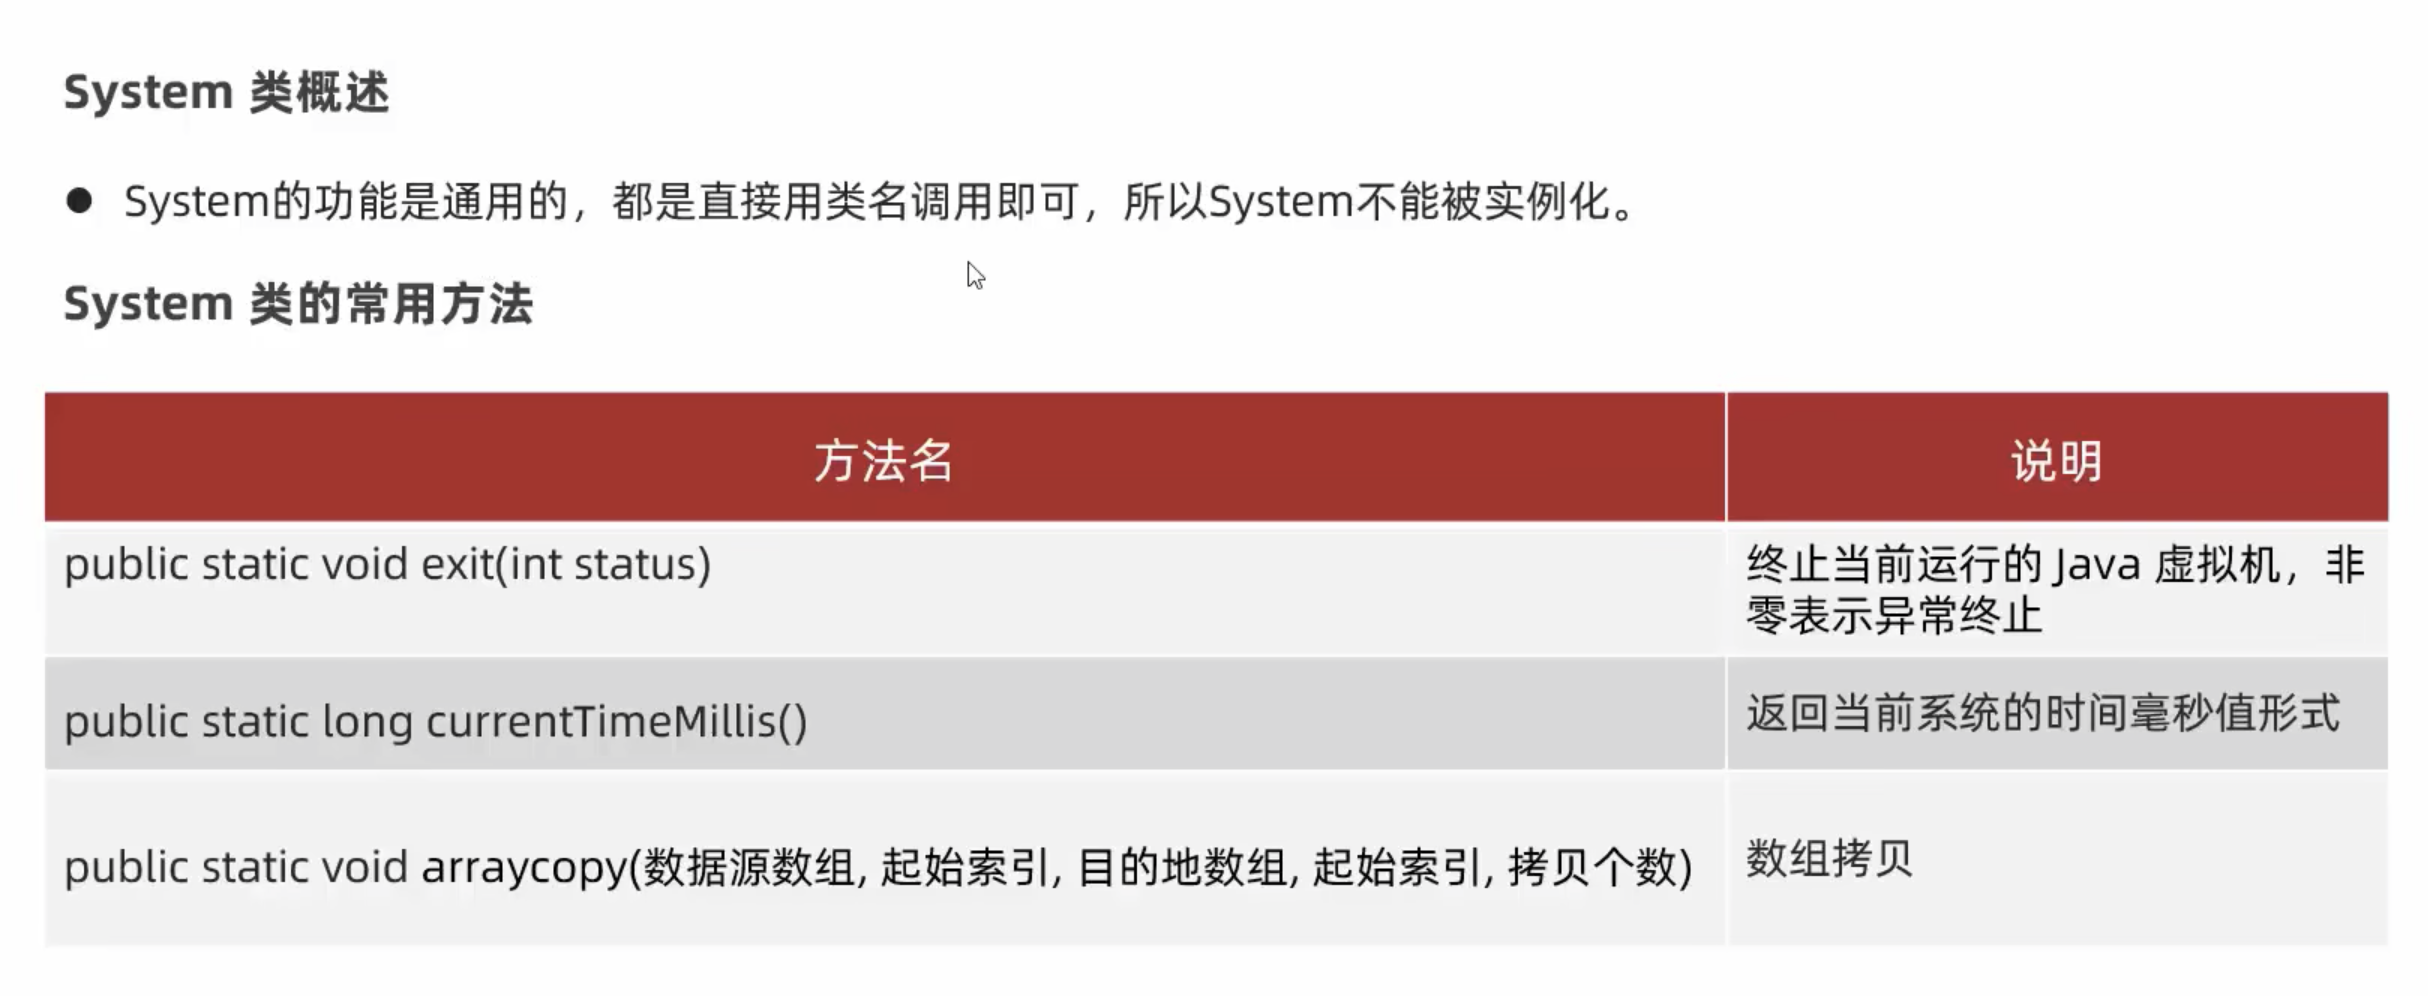 System 类概述
System的功能是通用的，都是直接用类名调用即可，所以System不能被实例化。
System 类的常用方法
方法名
说明
public static void exit(int status)
终止当前运行的 Java 虚拟机，非
零表示异常终止
public static long currentTimeMillis()
返回当前系统的时间毫秒值形式
public static void arraycopy(数据源数组, 起始索引, 目的地数组, 起始索引, 拷贝个数)
数组拷贝